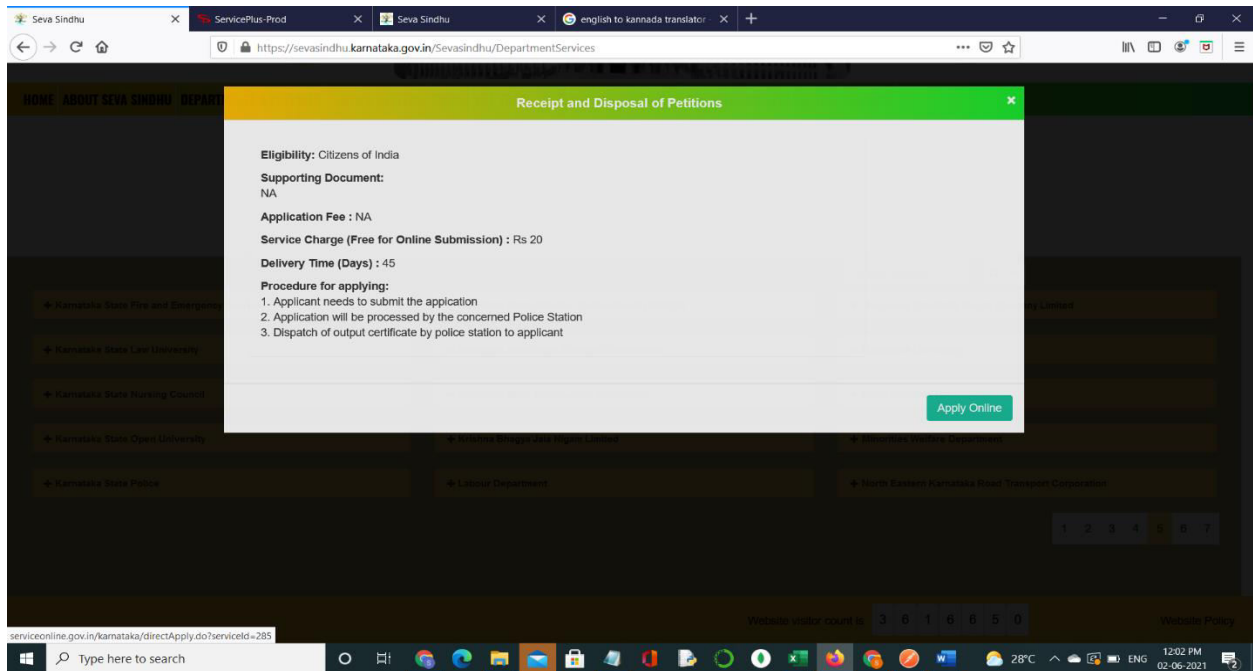 Seva Sindhu
ServicePlus-Prod
Seva Sindhu
english to kannada translator -
https://sevasindhu.karnataka.gov.in/Sevasindhu/DepartmentServices
HOME ABOUT SEVA SINDHU DEPART
Receipt and Disposal of Petitions
×
Eligibility: Citizens of India
Supporting Document:
NA
Application Fee : NA
Service Charge (Free for Online Submission) : Rs 20
Delivery Time (Days) : 45
Procedure for applying:
1. Applicant needs to submit the appication
2. Application will be processed by the concerned Police Station
3. Dispatch of output certificate by police station to applicant
Apply Online
+ Karnataka State Fire and Emergency
Limited
+ Karnataka State Law University
+ Karnataka State Nursing Council
+ Karnataka State Open University
+ Krishna Bhagya Jala Nigam Limited
+ Minorities Welfare Department
+ Karnataka State Police
+ Labour Department
+ North Eastern Karnataka Road Transport Corporation
1 2 3 4 5 6 7
Website visitor count is 3 8 1 6 6 5 0
Website Policy
serviceonline.gov.in/karnataka/directApply.do?serviceId=285
Type here to search
28°C
ENG
12:02 PM
02-06-2021